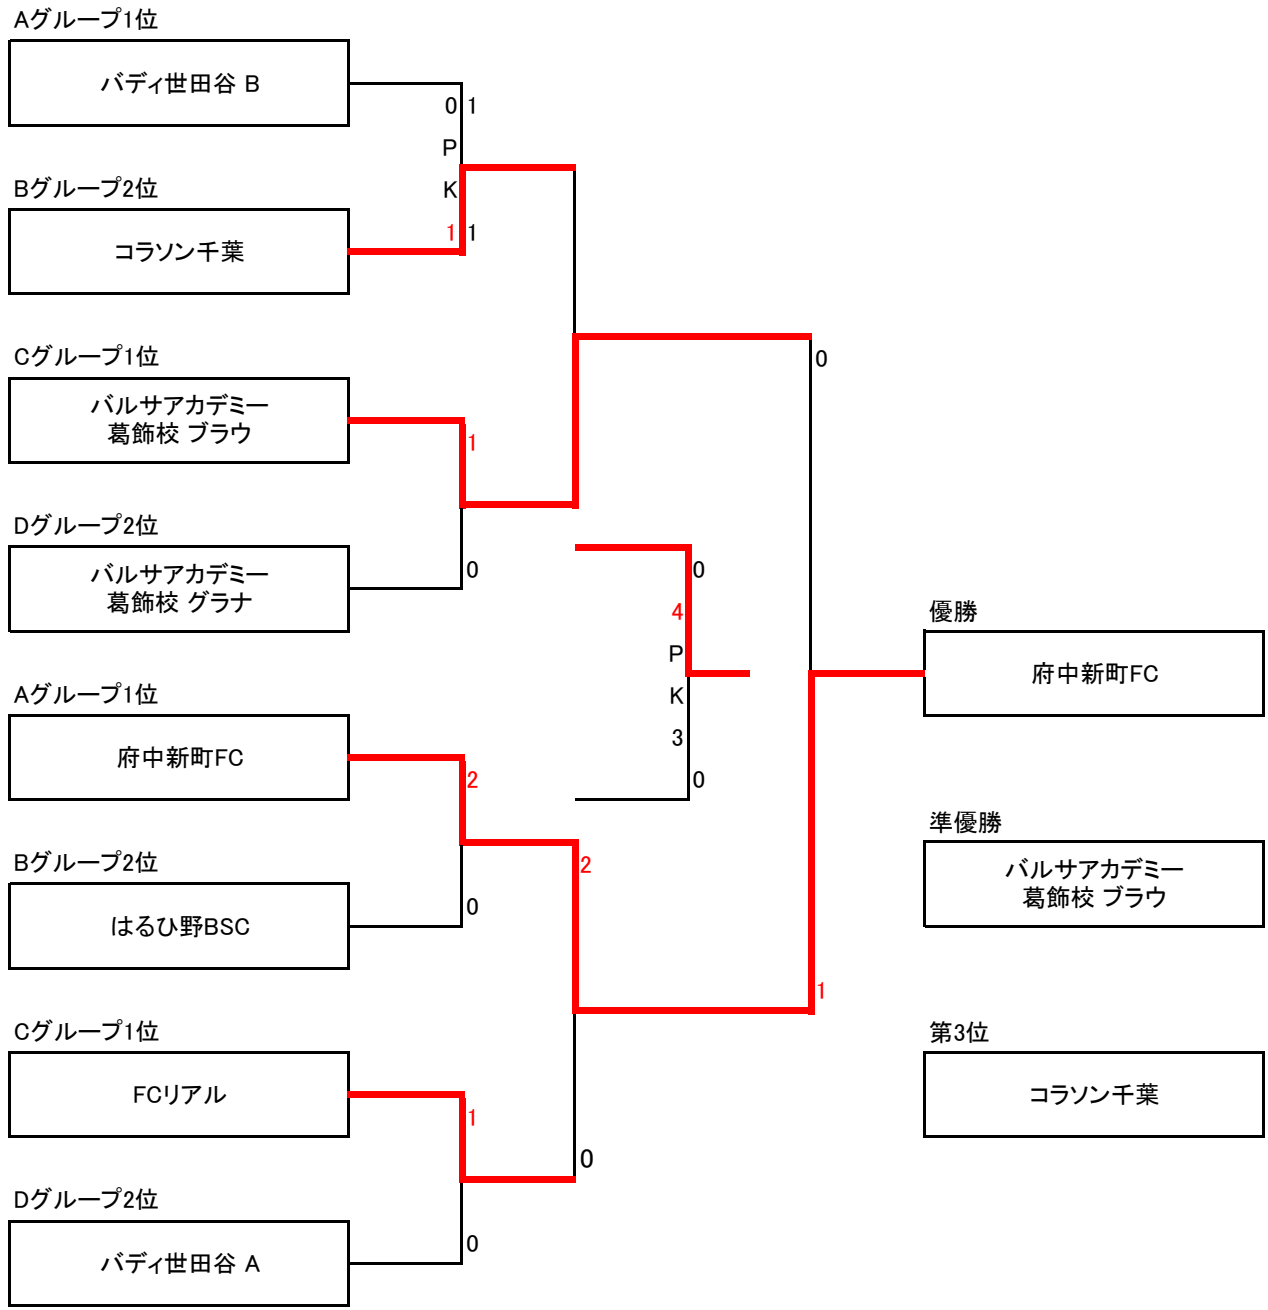 Aグループ1位
バディ世田谷 B
0 1
P
Bグループ2位
K
コラソン千葉
1 1
Cグループ1位
0
バルサアカデミー
葛飾校 ブラウ
1
Dグループ2位
バルサアカデミー
葛飾校 グラナ
0
0
4
優勝
P
府中新町FC
Aグループ1位
K
3
府中新町FC
2
0
準優勝
Bグループ2位
2
バルサアカデミー
葛飾校 ブラウ
はるひ野BSC
0
1
Cグループ1位
第3位
FCリアル
1
コラソン千葉
0
Dグループ2位
バディ世田谷 A
0